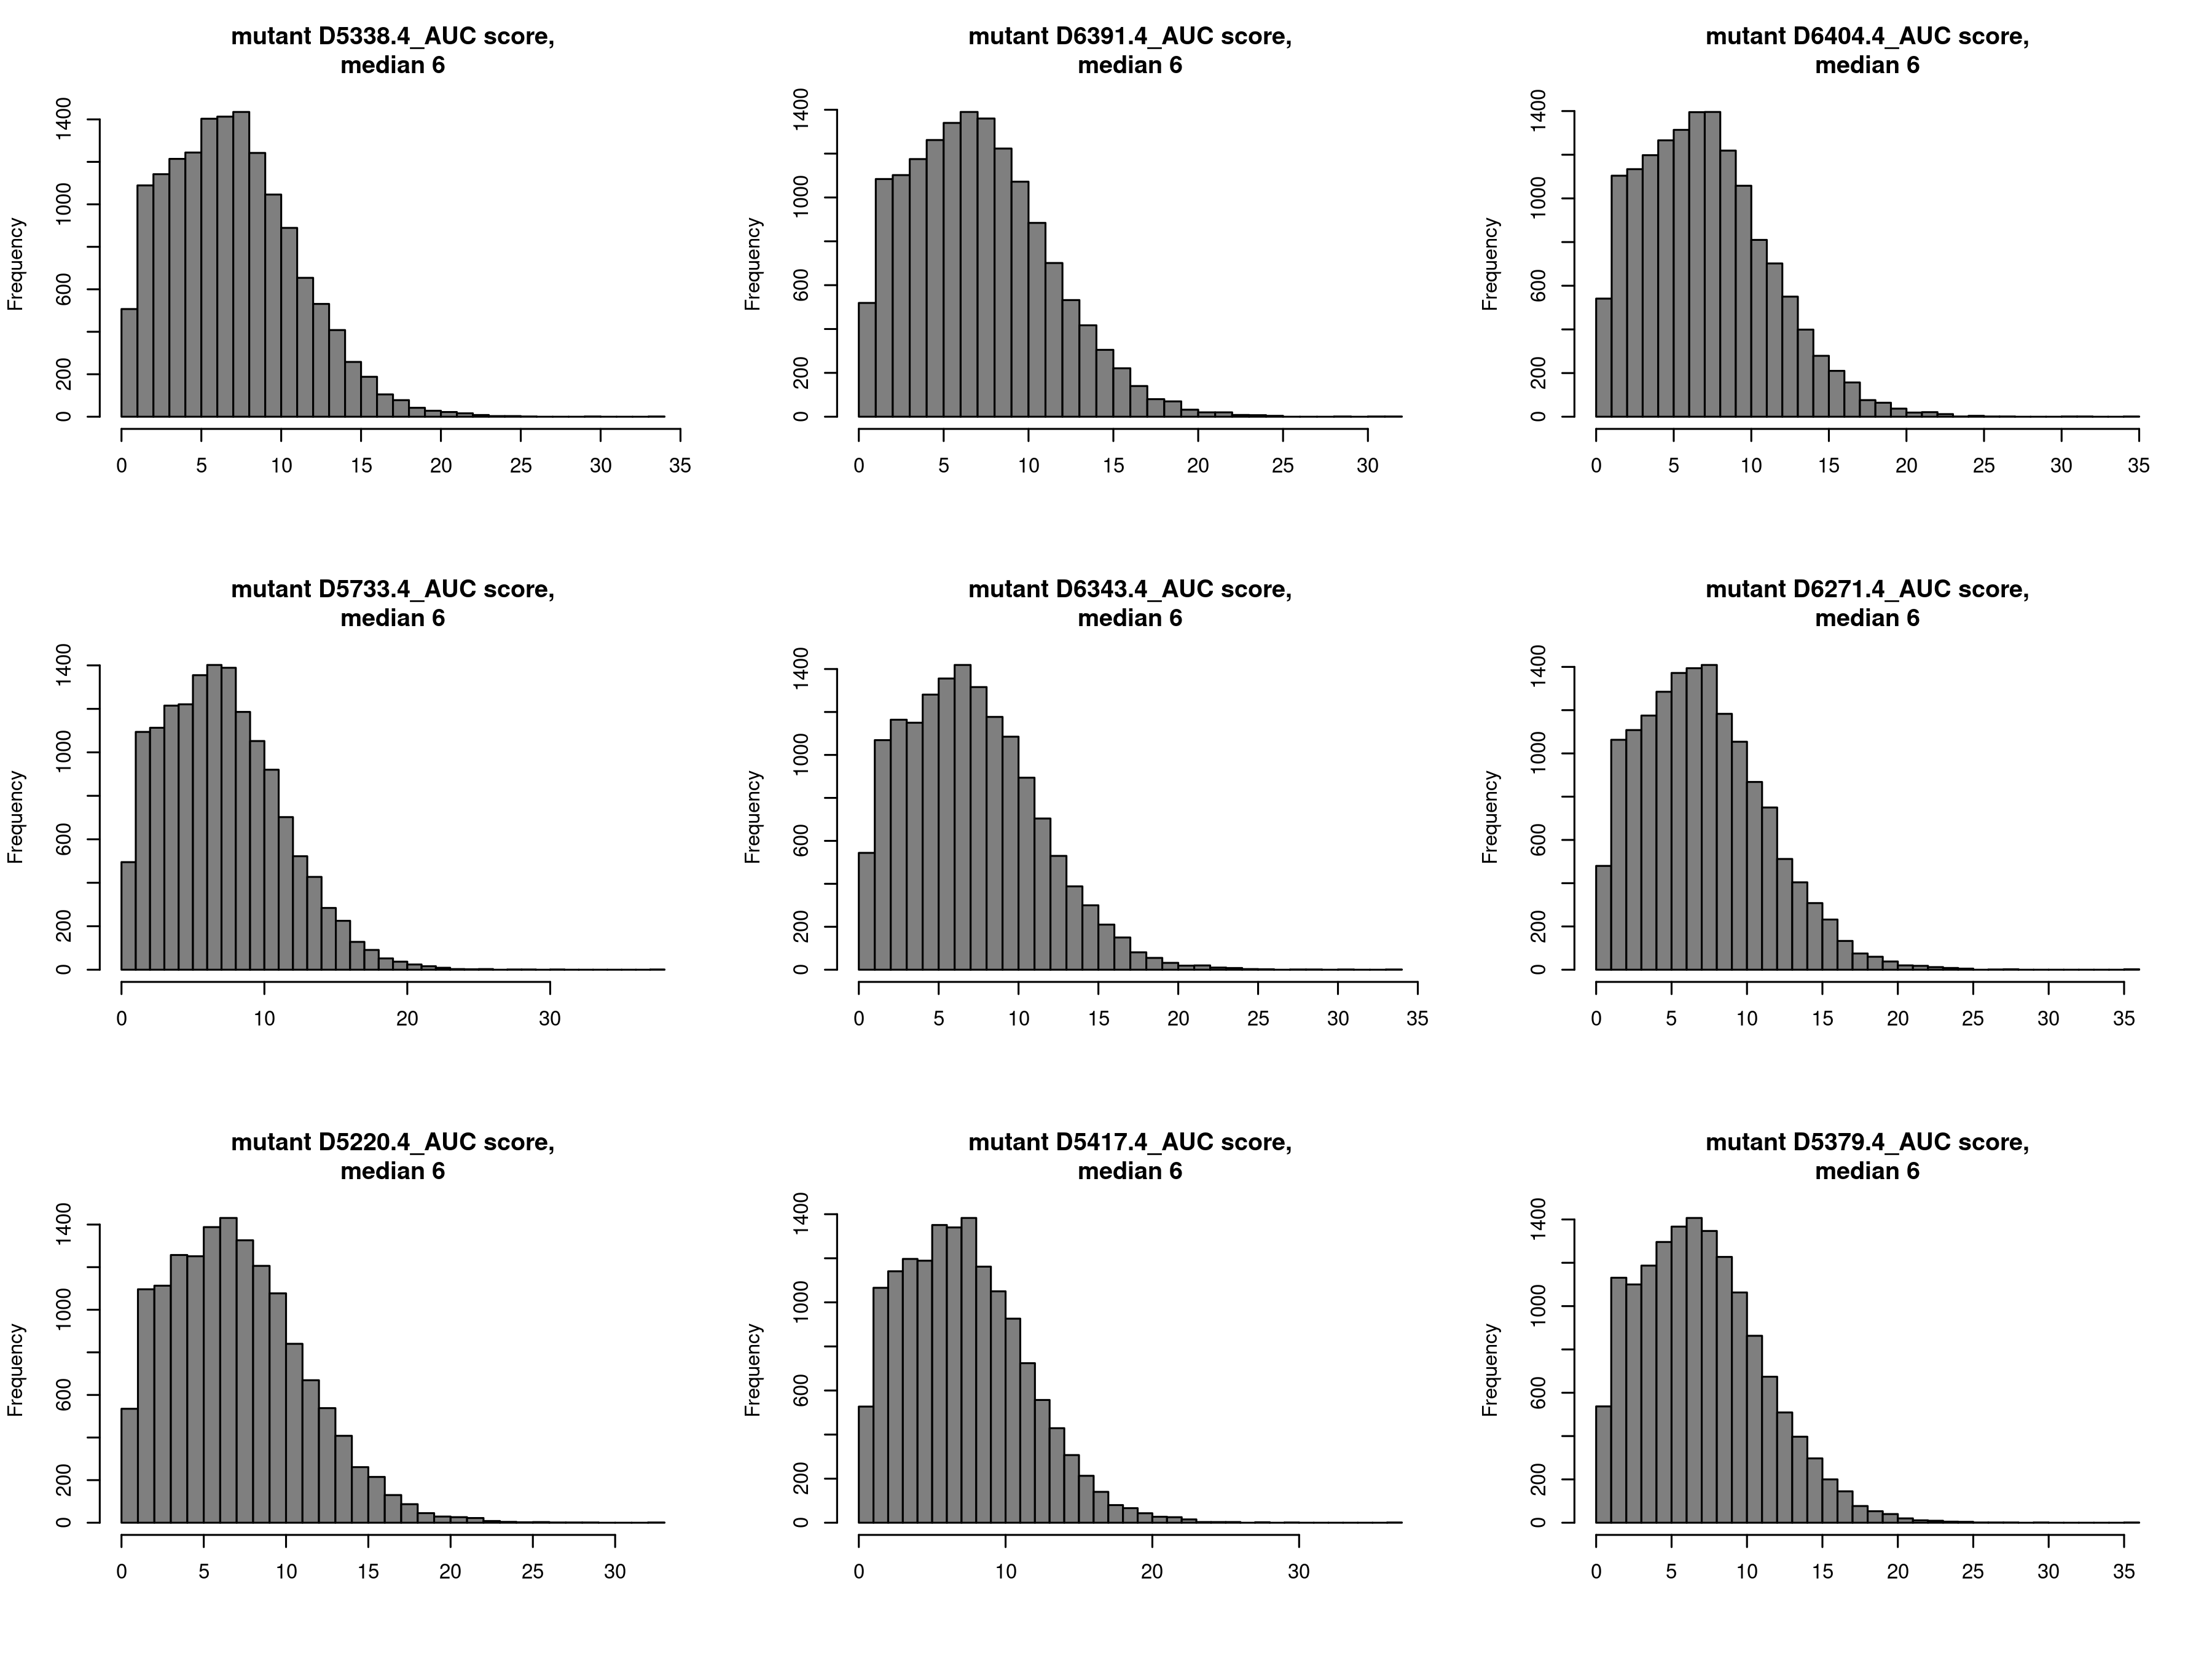 mutant D5338.4_AUC score,
median 6
Frequency
0 200 600 1000 1400
0 5 10 15 20 25 30 35
mutant D6391.4_AUC score,
median 6
Frequency
0 200 600 1000 1400
0 5 10 15 20 25 30
mutant D6404.4_AUC score,
median 6
Frequency
0 200 600 1000 1400
0 5 10 15 20 25 30 35
mutant D5733.4_AUC score,
median 6
Frequency
0 200 600 1000 1400
0 10 20 30
mutant D6343.4_AUC score,
median 6
Frequency
0 200 600 1000 1400
0 5 10 15 20 25 30 35
mutant D6271.4_AUC score,
median 6
Frequency
0 200 600 1000 1400
0 5 10 15 20 25 30 35
mutant D5220.4_AUC score,
median 6
Frequency
0 200 600 1000 1400
0 5 10 15 20 25 30
mutant D5417.4_AUC score,
median 6
Frequency
0 200 600 1000 1400
0 10 20 30
mutant D5379.4_AUC score,
median 6
Frequency
0 200 600 1000 1400
0 5 10 15 20 25 30 35